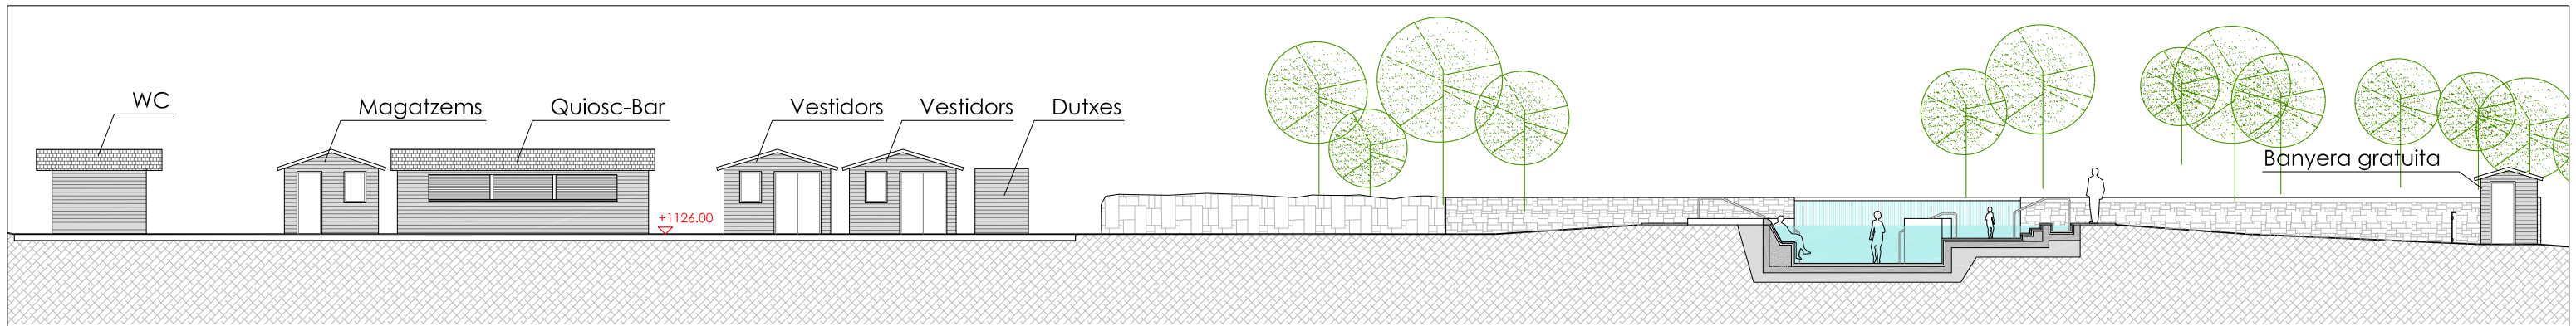 WC
Magatzems
Quiosc-Bar
+1126.00
Vestidors
Vestidors
Dutxes
Banyera gratuita